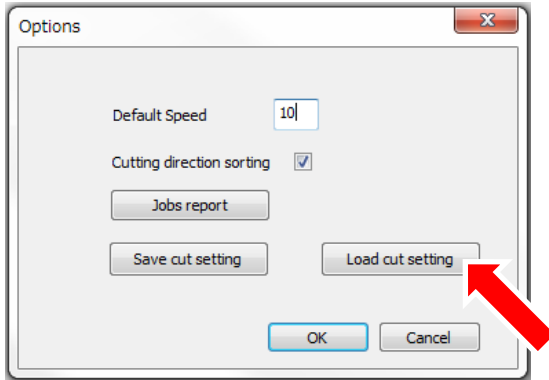 Options
Default Speed 10
Cutting direction sorting
Jobs report
Save cut setting Load cut setting
OK Cancel